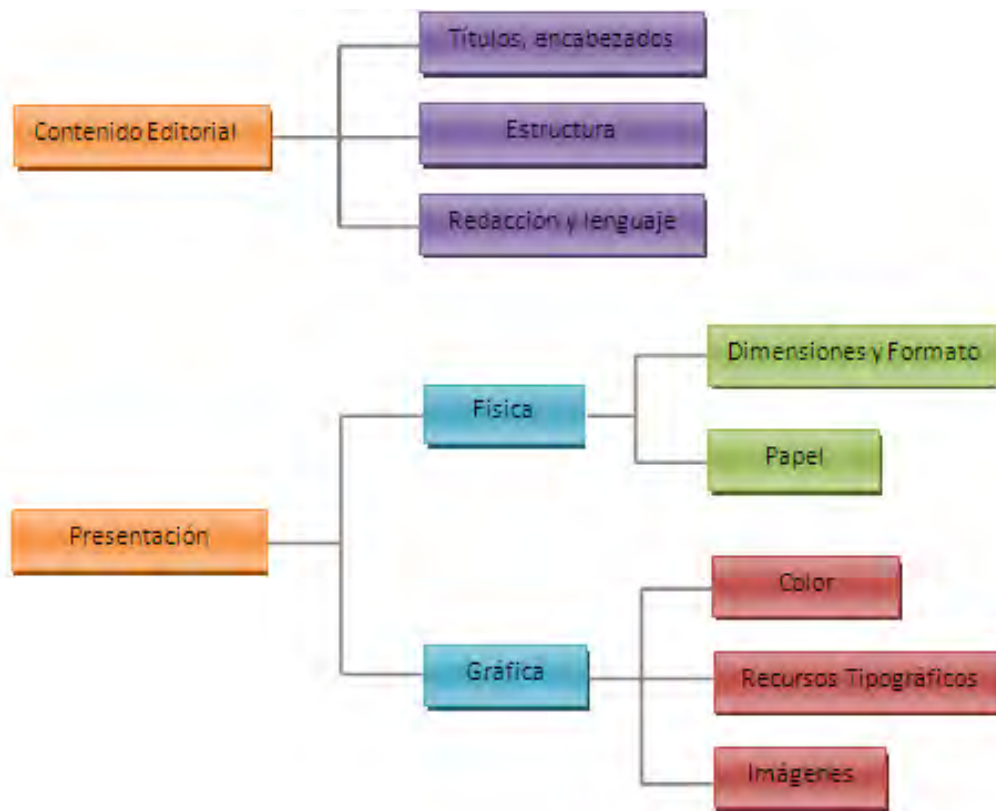 Títulos, encabezados
Contenido Editorial
Estructura
Redacción y lenguaje
Dimensiones y Formato
Física
Papel
Presentación
Color
Gráfica
Recursos Tipográficos
Imágenes